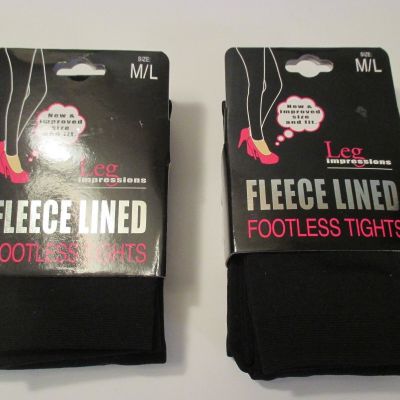 SIZE:
M/L
New &
improved
size
and fit.
Leg
impressions
FLEECE LINED
FOOTLESS TIGHTS
SIZE:
M/L
New &
improved
size
and fit.
Leg
impressions
FLEECE LINED
FOOTLESS TIGHTS